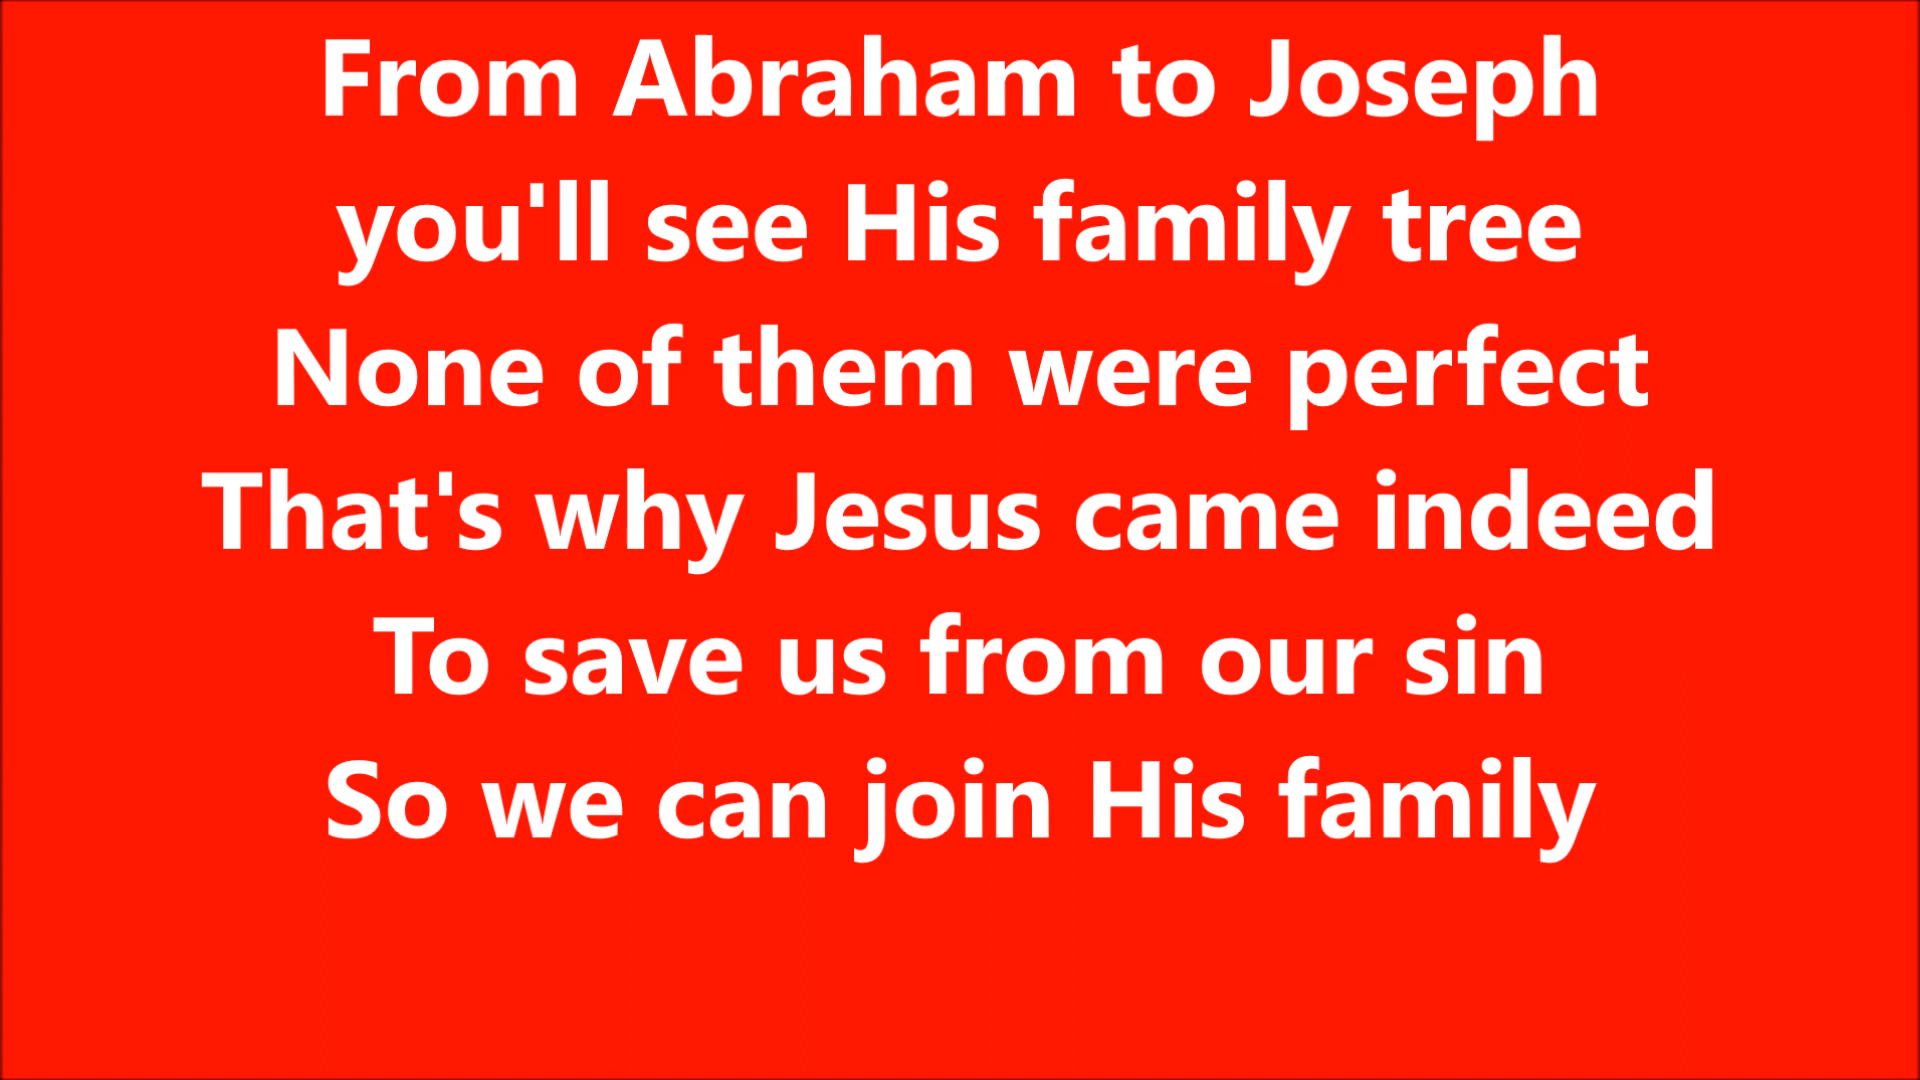 From Abraham to Joseph
you'll see His family tree
None of them were perfect
That's why Jesus came indeed
To save us from our sin
So we can join His family